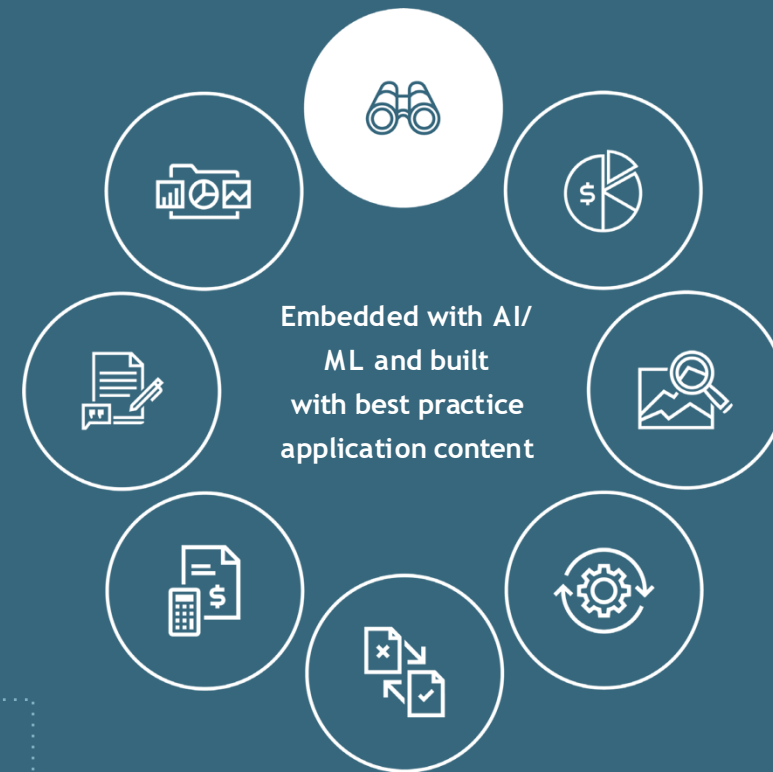 Embedded with AI/
ML and built
with best practice
application content